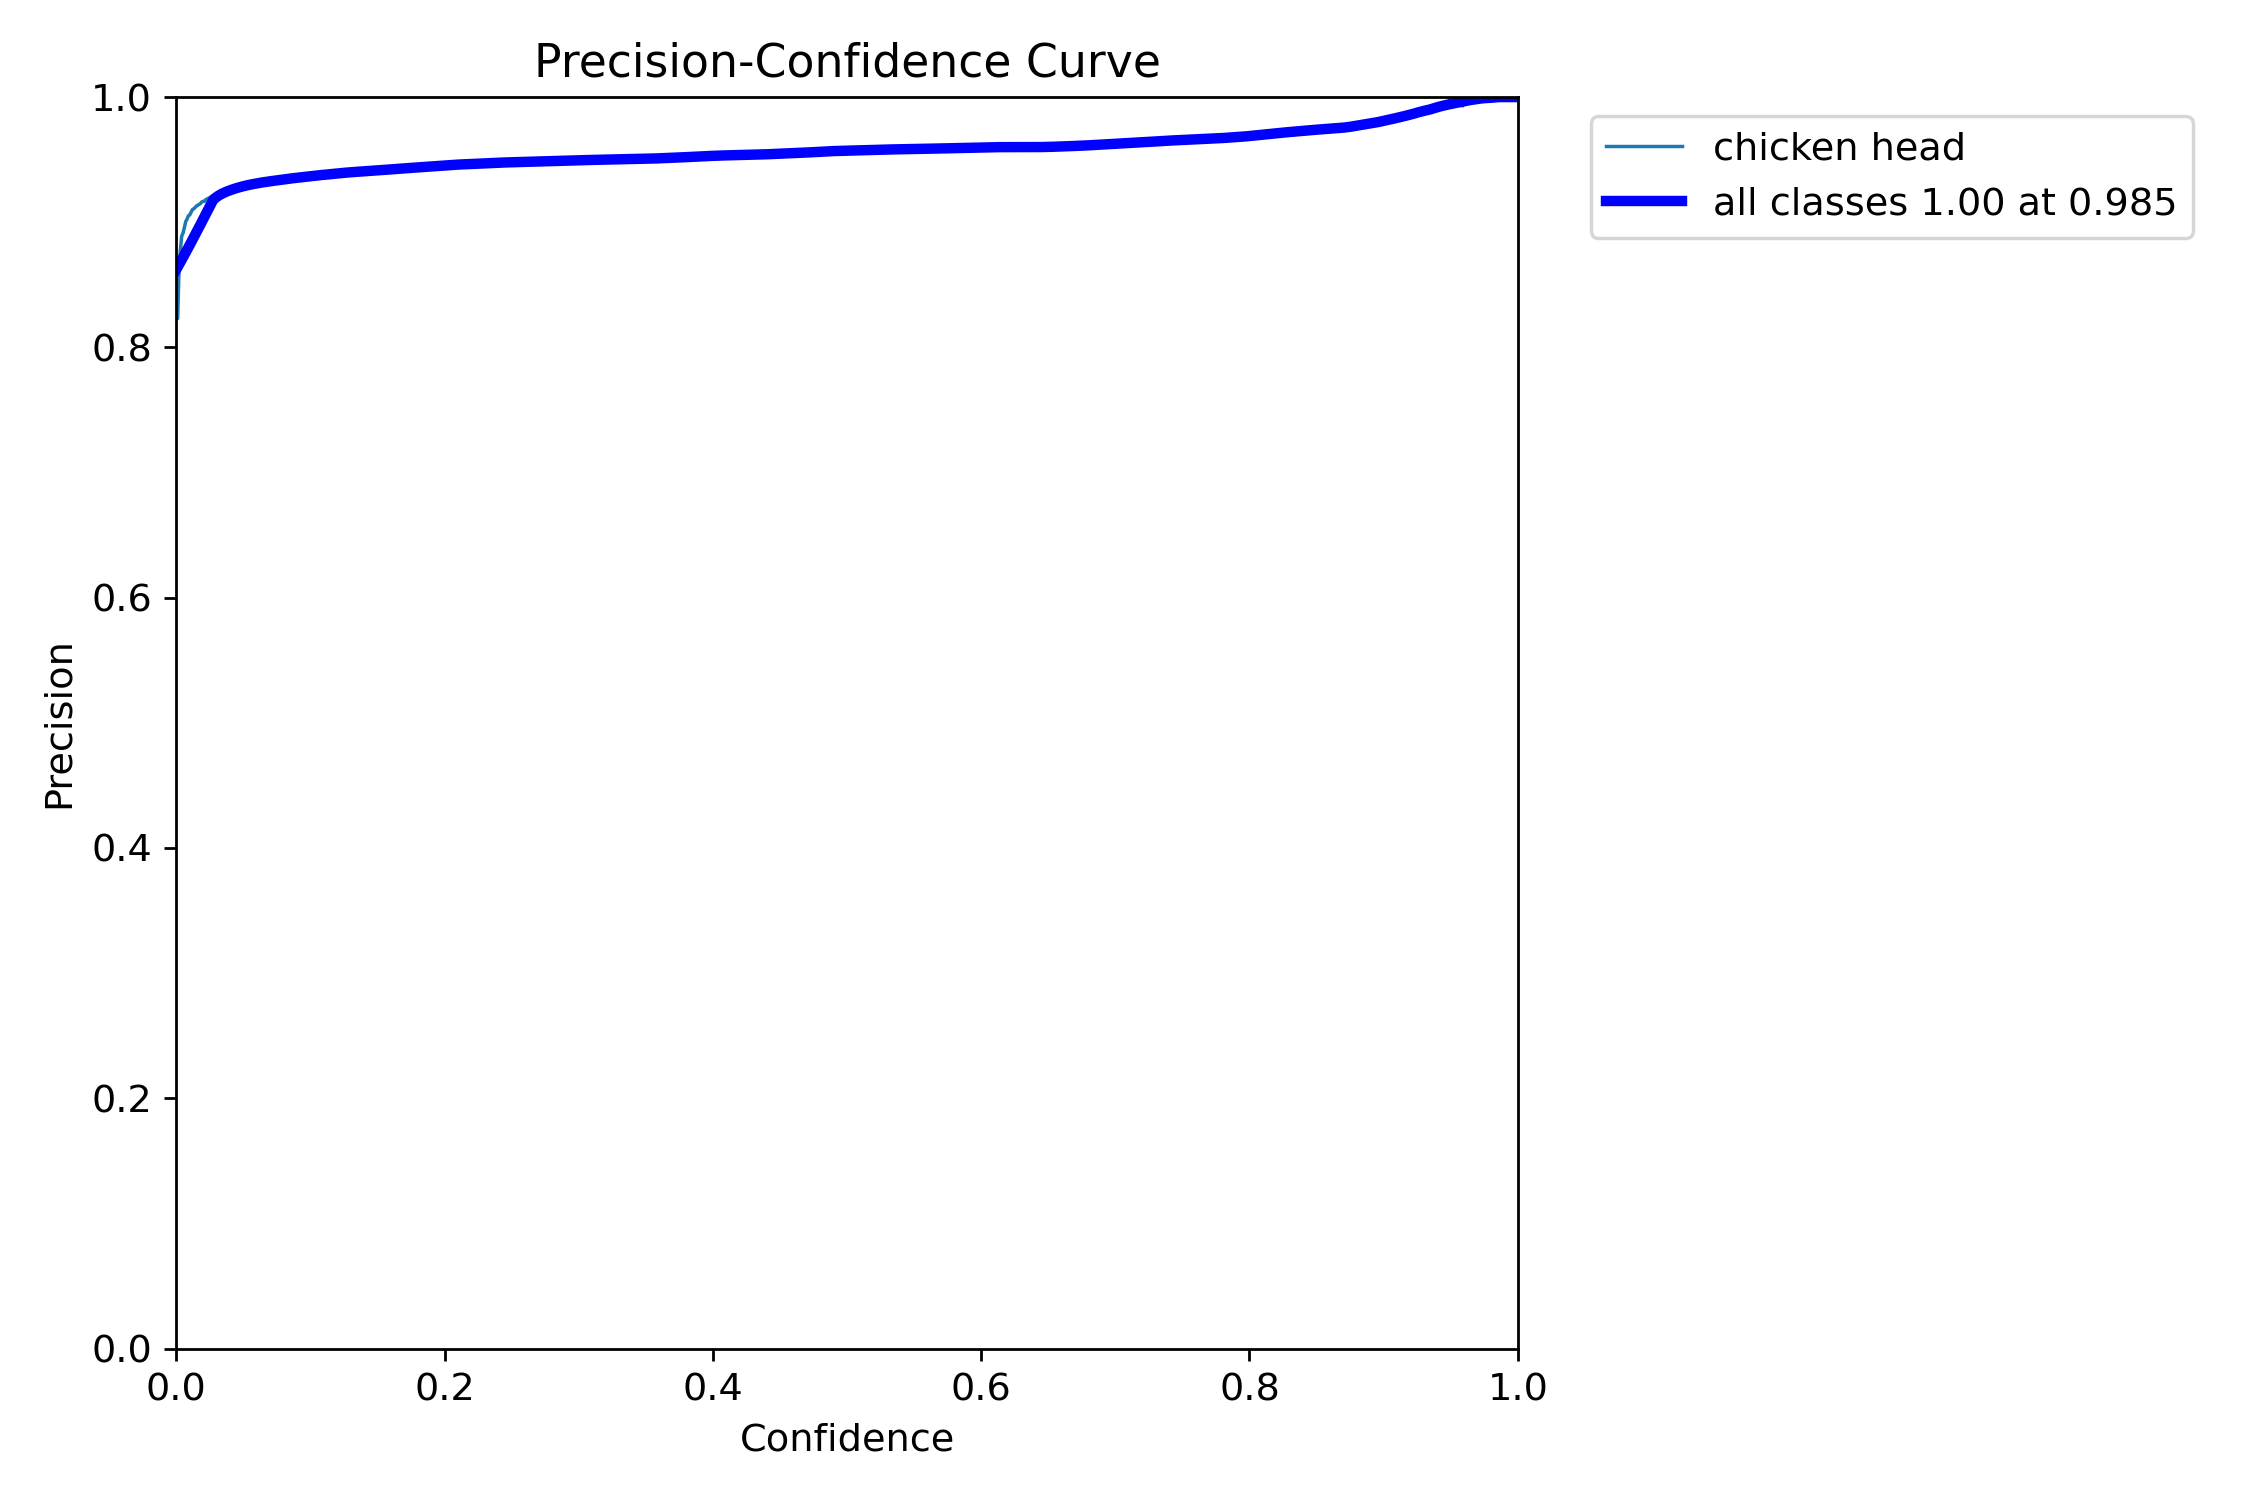 Precision-Confidence Curve
1.0
0.8
0.6
0.4
0.2
0.0
Precision
0.0 0.2 0.4 0.6 0.8 1.0
Confidence
chicken head
all classes 1.00 at 0.985